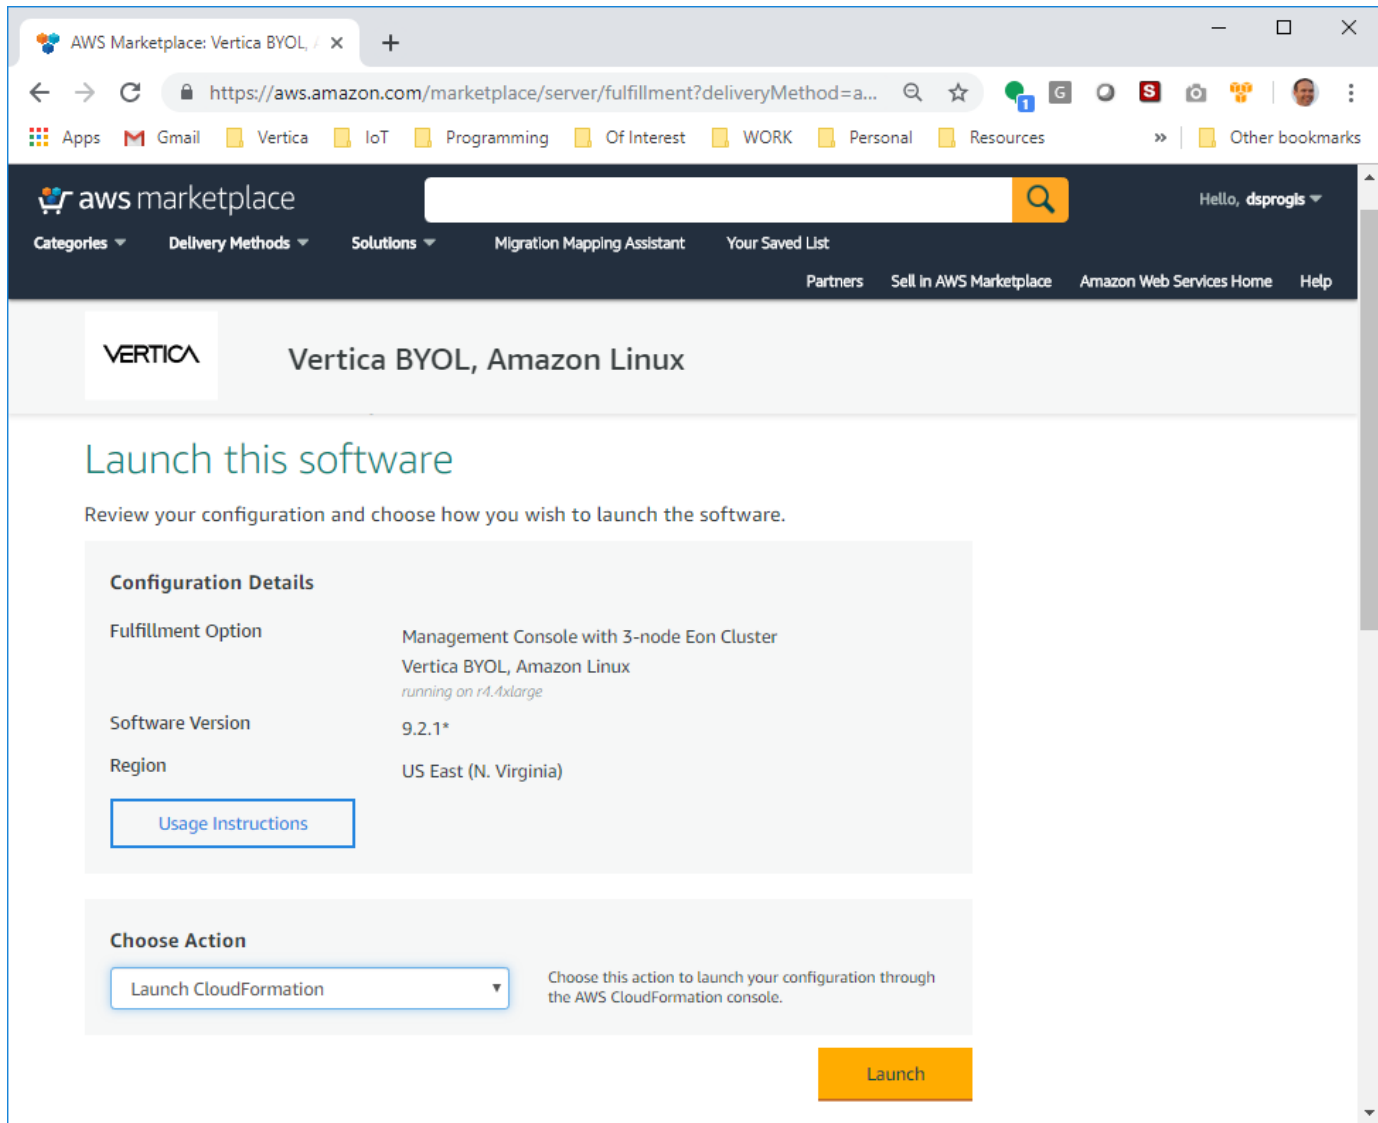 AWS Marketplace: Vertica BYOL,
https://aws.amazon.com/marketplace/server/fulfillment?deliveryMethod=a...
1 G S
Apps Gmail Vertica IoT Programming Of Interest WORK Personal Resources » Other bookmarks
aws marketplace
Hello, dsprogis
Categories Delivery Methods Solutions Migration Mapping Assistant Your Saved List
Partners Sell in AWS Marketplace Amazon Web Services Home Help
VERTICA
Vertica BYOL, Amazon Linux
Launch this software
Review your configuration and choose how you wish to launch the software.
Configuration Details
Fulfillment Option
Management Console with 3-node Eon Cluster
Vertica BYOL, Amazon Linux
running on r4.4xlarge
Software Version
9.2.1*
Region
US East (N. Virginia)
Usage Instructions
Choose Action
Launch CloudFormation
Choose this action to launch your configuration through
the AWS CloudFormation console.
Launch